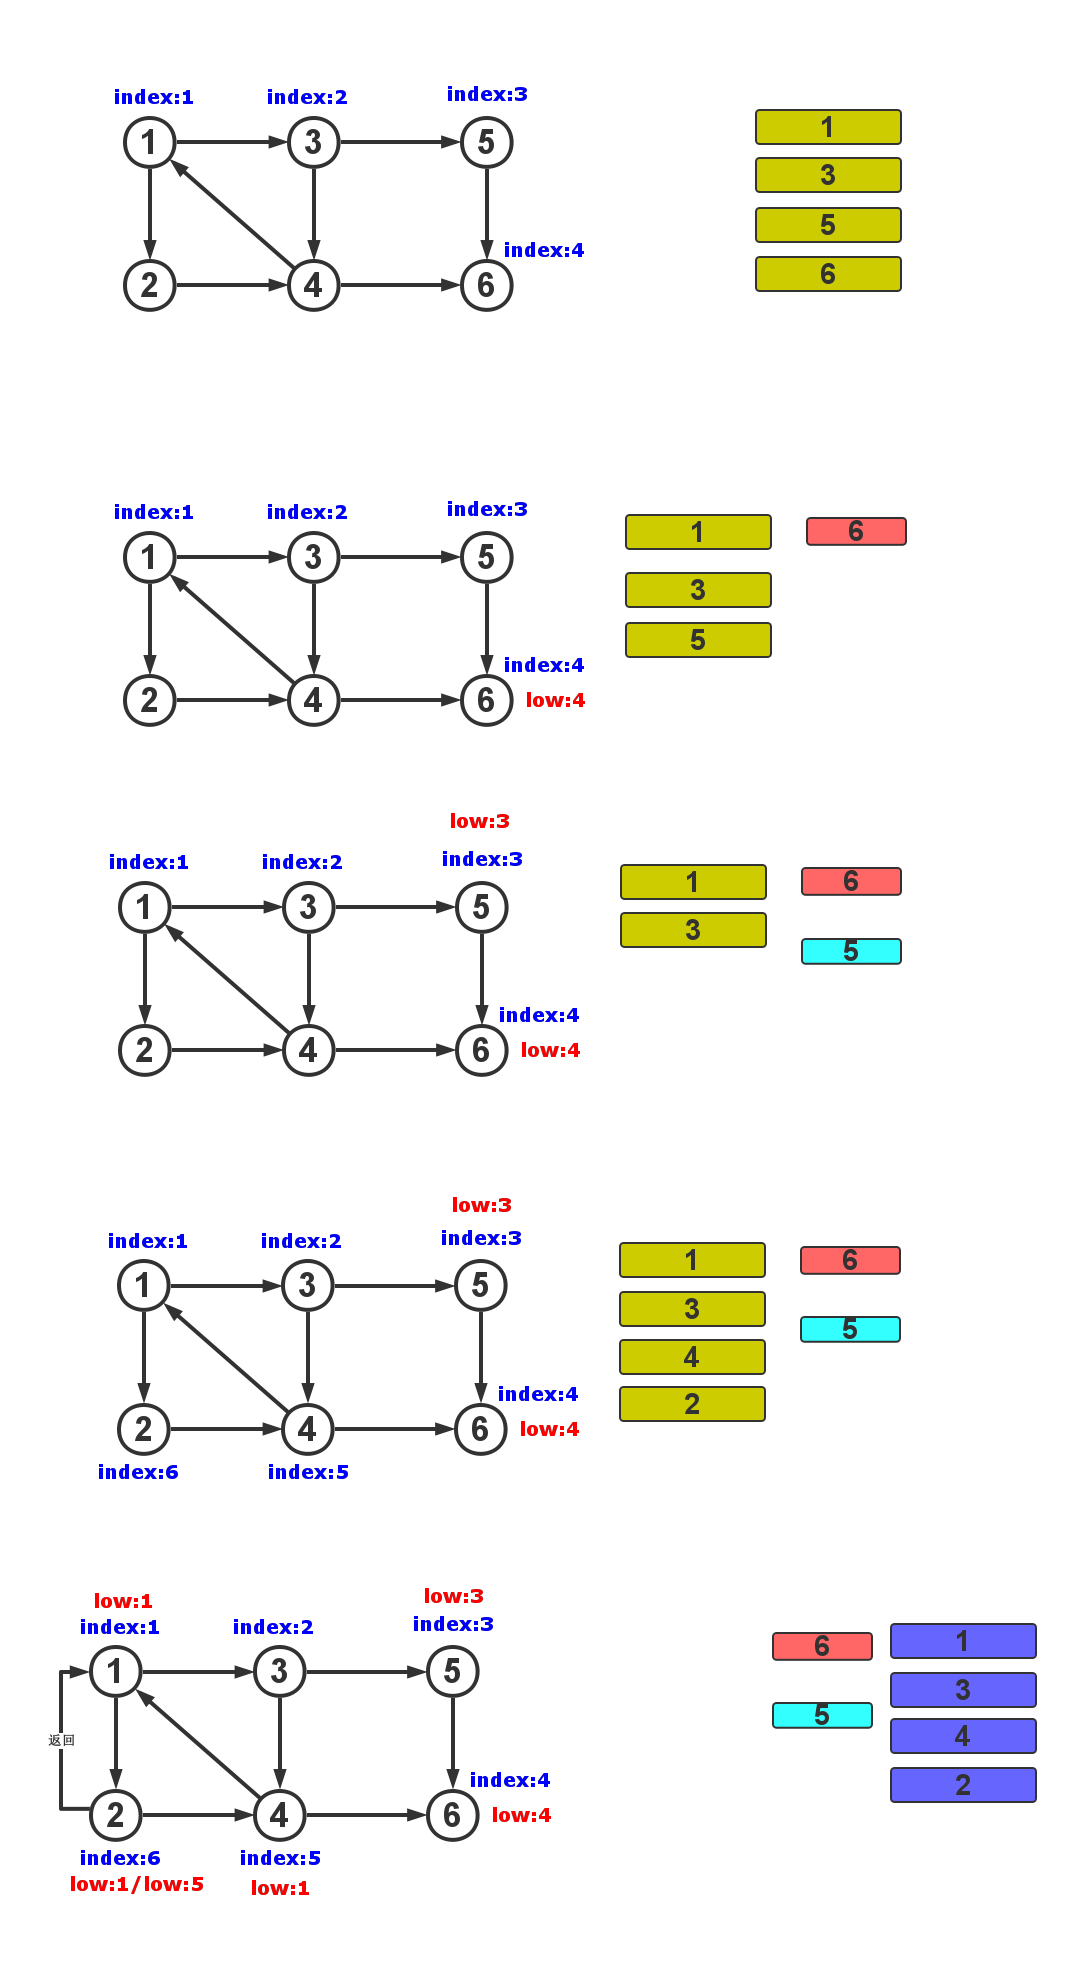 index:1 index:2 index:3
1 3 5
2 4 6
index:4
1
3
5
6
index:1 index:2 index:3
1 3 5
index:4
2 4 6 low:4
1 6
3
5
low:3
index:1 index:2 index:3
1 3 5
index:4
2 4 6 low:4
1 6
3
5
low:3
index:1 index:2 index:3
1 3 5
index:4
2 4 6 low:4
index:6 index:5
1 6
3
5
4
2
low:1 low:3
index:1 index:2 index:3
1 3 5
返回
index:4
2 4 6 low:4
index:6 index:5
low:1/low:5 low:1
6 1
3
5
4
2